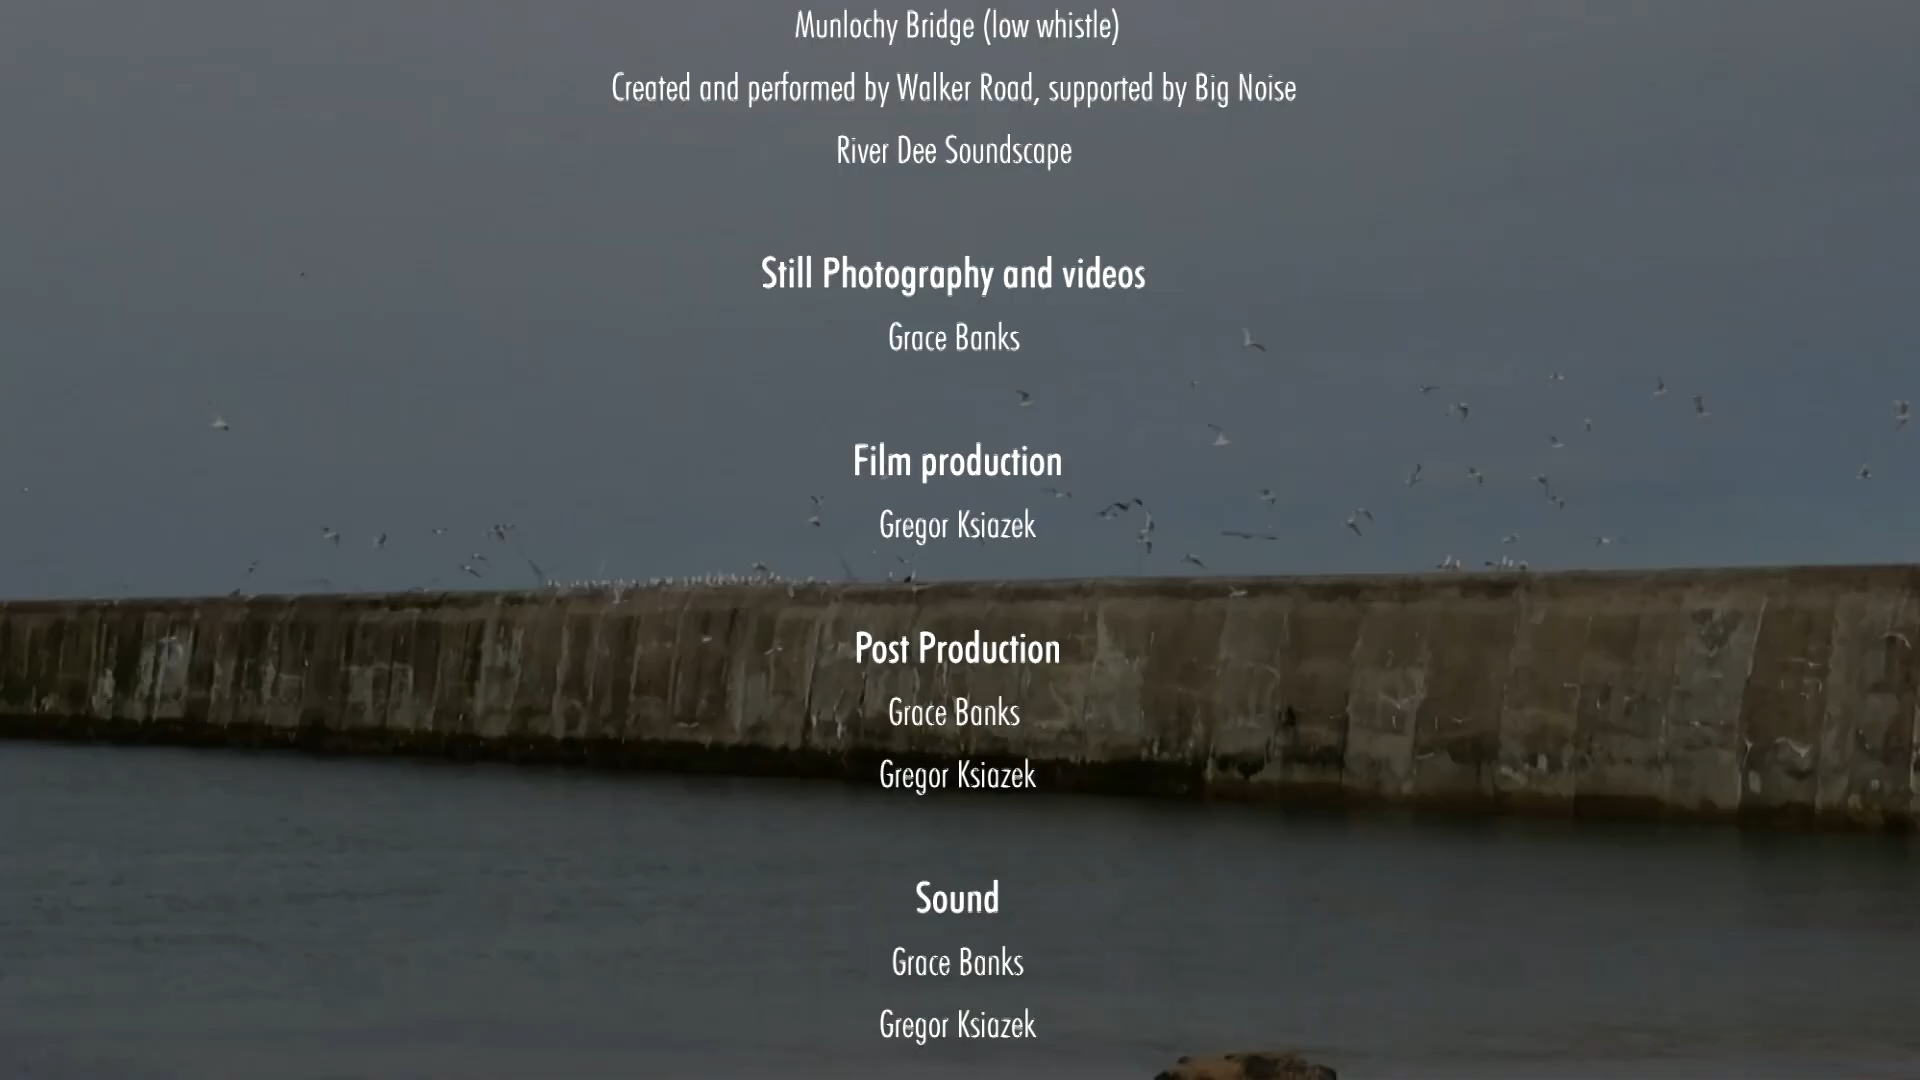 Munlochy Bridge (low whistle)
Created and performed by Walker Road, supported by Big Noise
River Dee Soundscape
Still Photography and videos
Grace Banks
Film production
Gregor Ksiazek
Post Production
Grace Banks
Gregor Ksiazek
Sound
Grace Banks
Gregor Ksiazek